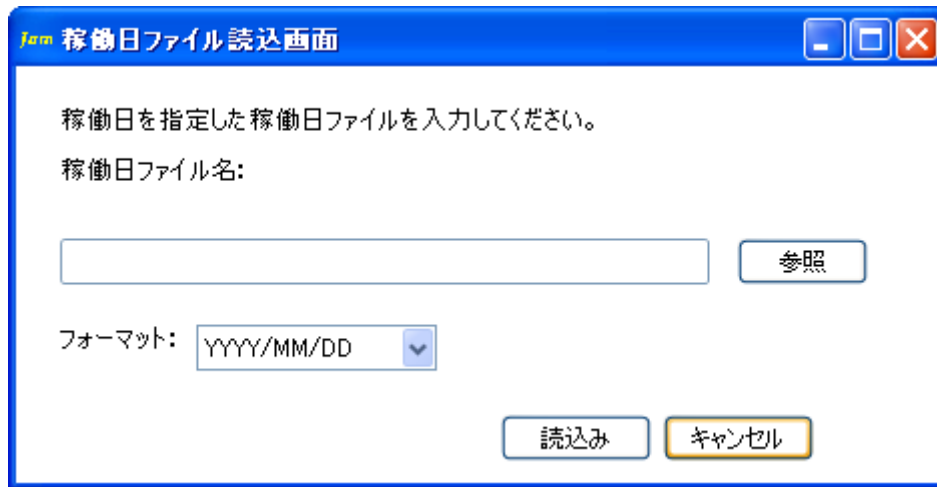 Jam 稼働日ファイル読込画面
稼働日を指定した稼働日ファイルを入力してください。
稼働日ファイル名:
参照
フォーマット: YYYY/MM/DD
読込み キャンセル